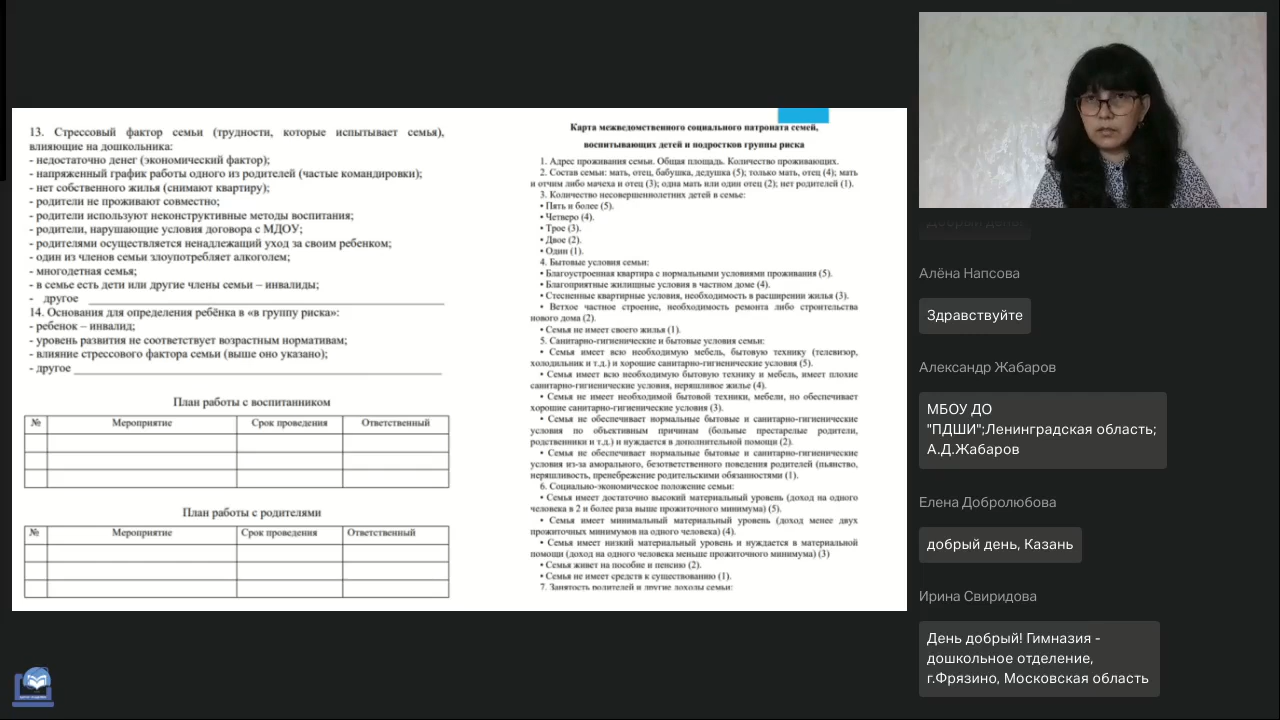 13. Стрессовый фактор семьи (трудности, которые испытывает семья),
влияющие на дошкольника:
- недостаточно денег (экономический фактор);
- напряженный график работы одного из родителей (частые командировки);
- нет собственного жилья (снимают квартиру);
- родители не проживают совместно;
- родители используют неконструктивные методы воспитания;
- родители, нарушающие условия договора с МДОУ;
- родителями осуществляется ненадлежащий уход за своим ребенком;
- один из членов семьи злоупотребляет алкоголем;
- многодетная семья;
- в семье есть дети или другие члены семьи – инвалиды;
- другое
14. Основания для определения ребёнка в «в группу риска»:
- ребенок – инвалид;
- уровень развития не соответствует возрастным нормативам;
- влияние стрессового фактора семьи (выше оно указано);
- другое
План работы с воспитанником
№ Мероприятие Срок проведения Ответственный
План работы с родителями
№ Мероприятие Срок проведения Ответственный
Карта межведомственного социального патроната семей,
воспитывающих детей и подростков группы риска
1. Адрес проживания семьи. Общая площадь. Количество проживающих.
2. Состав семьи: мать, отец, бабушка, дедушка (5); только мать, отец (4); мать
и отчим либо мачеха и отец (3); одна мать или один отец (2); нет родителей (1).
3. Количество несовершеннолетних детей в семье:
• Пять и более (5).
• Четверо (4).
• Трое (3).
• Двое (2).
• Один (1).
4. Бытовые условия семьи:
• Благоустроенная квартира с нормальными условиями проживания (5).
• Благоприятные жилищные условия в частном доме (4).
• Стесненные квартирные условия, необходимость в расширении жилья (3).
• Ветхое частное строение, необходимость ремонта либо строительства
нового дома (2).
• Семья не имеет своего жилья (1).
5. Санитарно-гигиенические и бытовые условия семьи:
• Семья имеет всю необходимую мебель, бытовую технику (телевизор,
холодильник и т.д.) и хорошие санитарно-гигиенические условия (5).
• Семья имеет всю необходимую бытовую технику и мебель, имеет плохие
санитарно-гигиенические условия, неряшливое жилье (4).
• Семья не имеет необходимой бытовой техники, мебели, но обеспечивает
хорошие санитарно-гигиенические условия (3).
• Семья не обеспечивает нормальные бытовые и санитарно-гигиенические
условия по объективным причинам (больные престарелые родители,
родственники и т.д.) и нуждается в дополнительной помощи (2).
• Семья не обеспечивает нормальные бытовые и санитарно-гигиенические
условия из-за аморального, безответственного поведения родителей (пьянство,
неряшливость, пренебрежение родительскими обязанностями (1).
6. Социально-экономическое положение семьи:
• Семья имеет достаточно высокий материальный уровень (доход на одного
человека в 2 и более раза выше прожиточного минимума) (5).
• Семья имеет минимальный материальный уровень (доход менее двух
прожиточных минимумов на одного человека) (4).
• Семья имеет низкий материальный уровень и нуждается в материальной
помощи (доход на одного человека меньше прожиточного минимума) (3)
• Семья живет на пособие и пенсию (2).
• Семья не имеет средств к существованию (1).
7. Занятость родителей и другие доходы семьи:
Добрый день!
Алёна Напсова
Здравствуйте
Александр Жабаров
МБОУ ДО
"ПДШИ";Ленинградская область;
А.Д.Жабаров
Елена Добролюбова
добрый день, Казань
Ирина Свиридова
День добрый! Гимназия -
дошкольное отделение,
г.Фрязино, Московская область